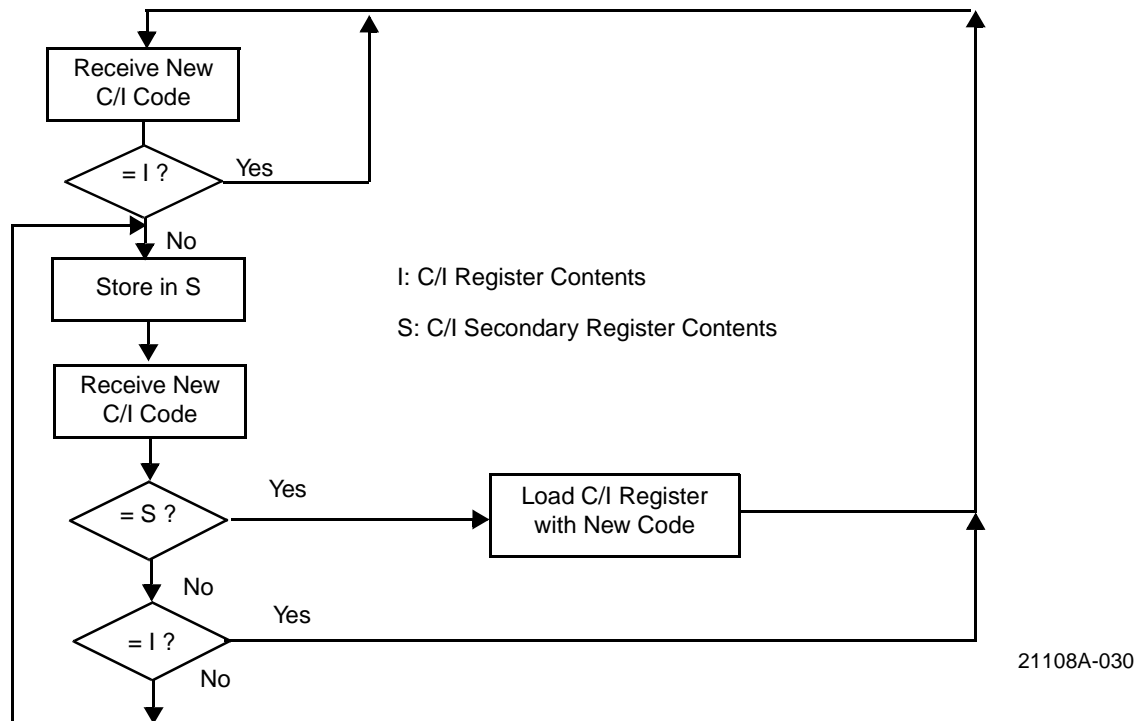 Receive New
C/I Code
= I ?
Yes
No
Store in S
I: C/I Register Contents
S: C/I Secondary Register Contents
Receive New
C/I Code
= S ?
Yes
Load C/I Register
with New Code
No
= I ?
Yes
No
21108A-030